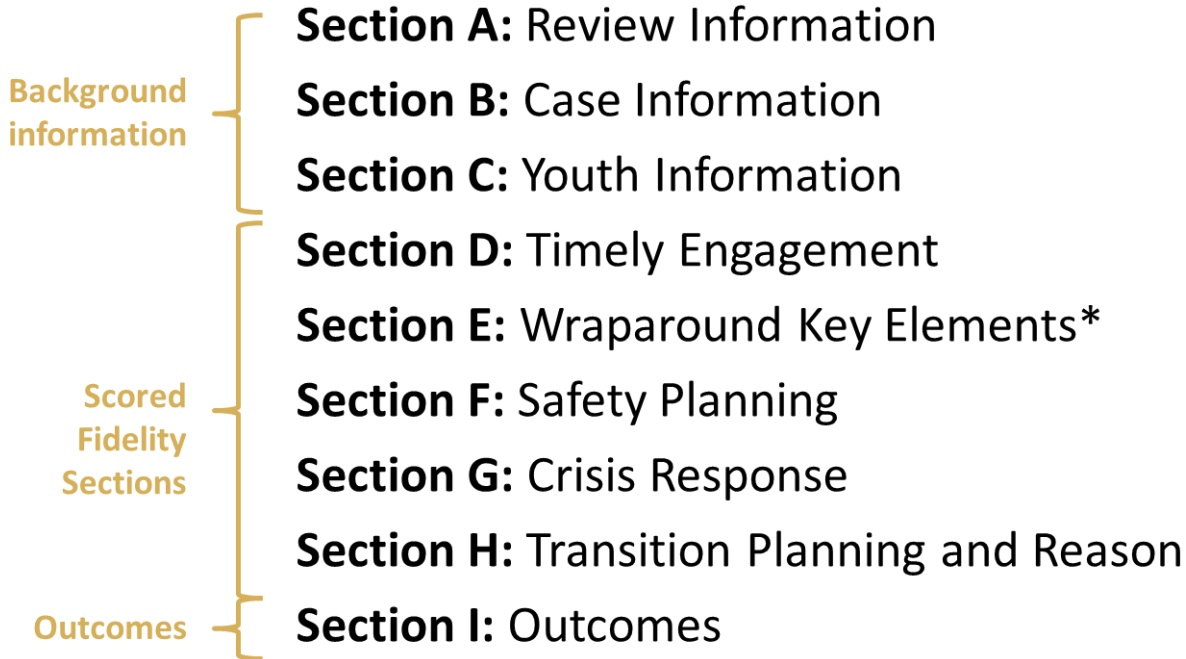 Section A: Review Information
Background
information
Section B: Case Information
Section C: Youth Information
Section D: Timely Engagement
Section E: Wraparound Key Elements*
Scored
Fidelity
Sections
Section F: Safety Planning
Section G: Crisis Response
Section H: Transition Planning and Reason
Outcomes
Section I: Outcomes